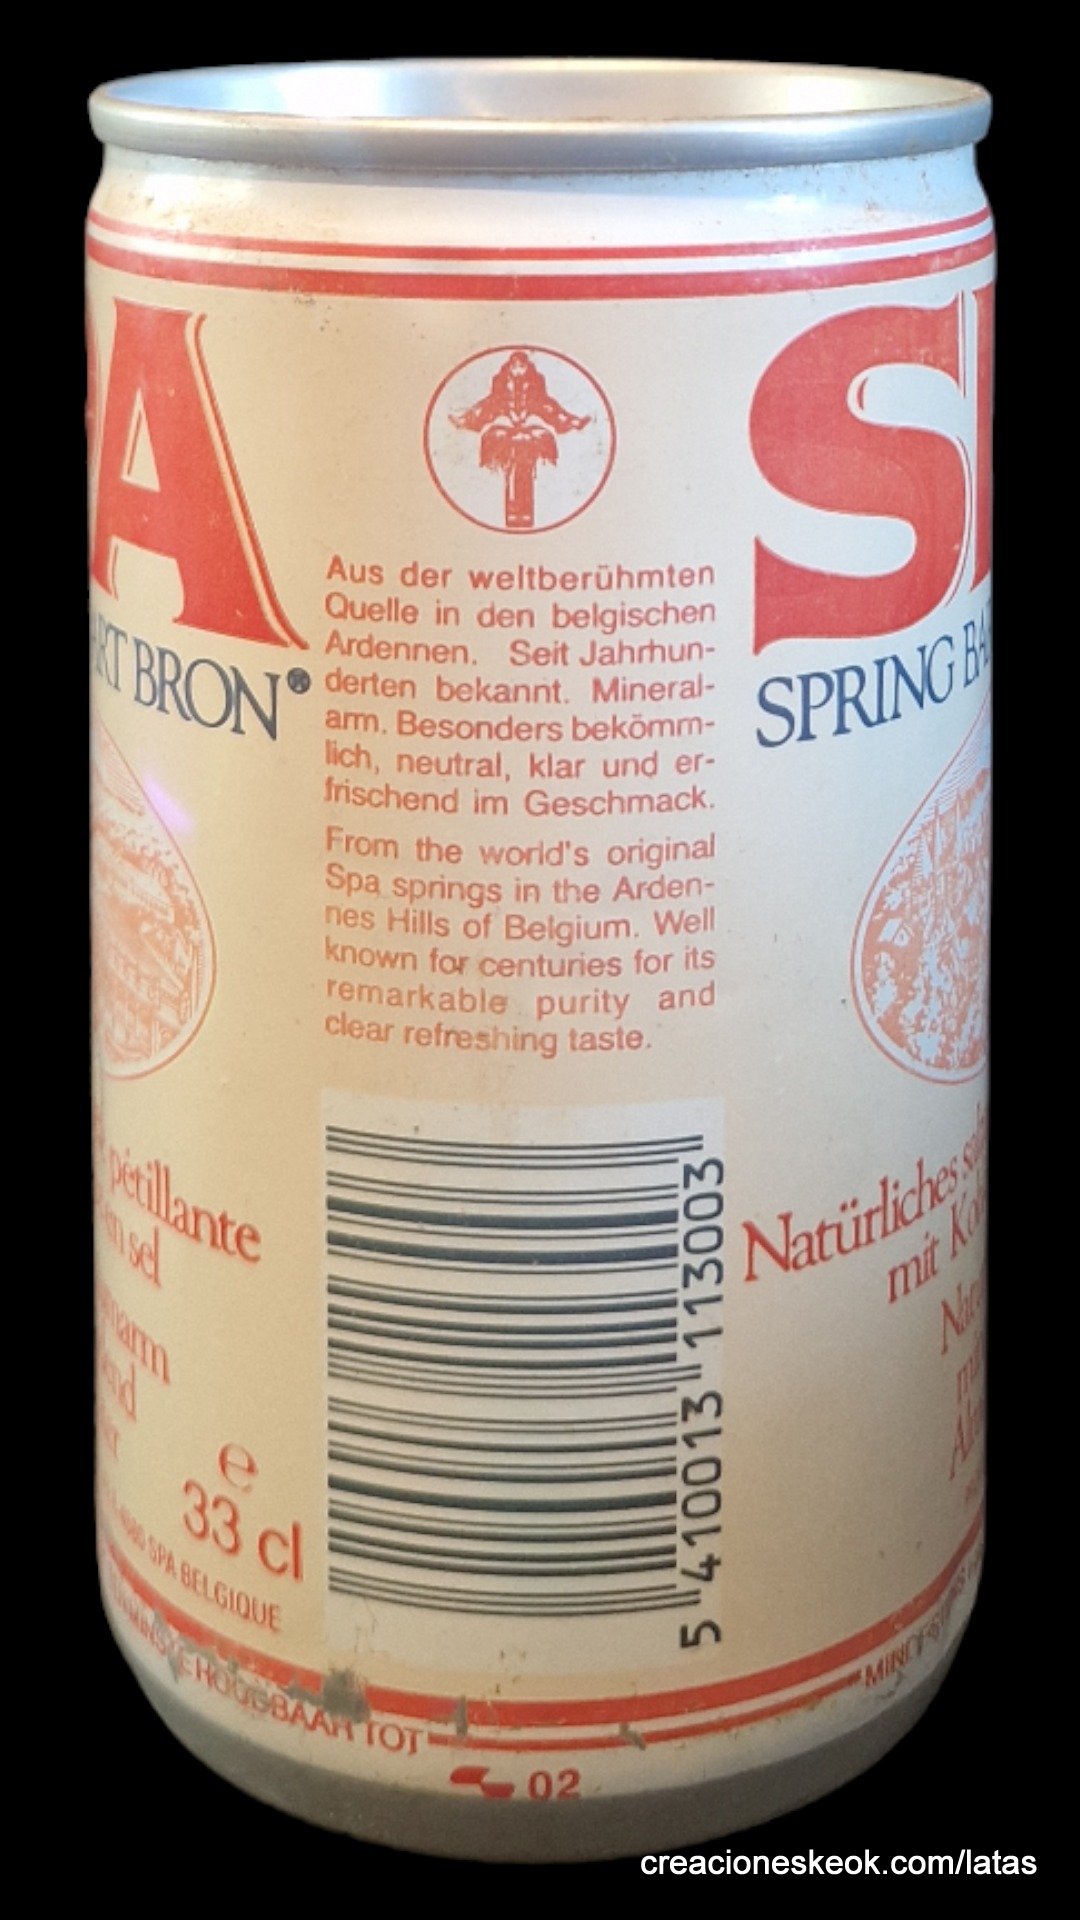 PA
ART BRON®
SP
SPRING BA
Aus der weltberühmten
Quelle in den belgischen
Ardennen. Seit Jahrhun-
derten bekannt. Mineral-
arm. Besonders bekömm-
lich, neutral, klar und er-
frischend im Geschmack.
From the world's original
Spa springs in the Arden-
nes Hills of Belgium. Well
known for centuries for its
remarkable purity and
clear refreshing taste.
5 410013 113003
pétillante
en sel
33 cl
SPA BELGIQUE
HOUDBAAR TOT
Natürliches
mit
02
creacioneskeok.com/latas